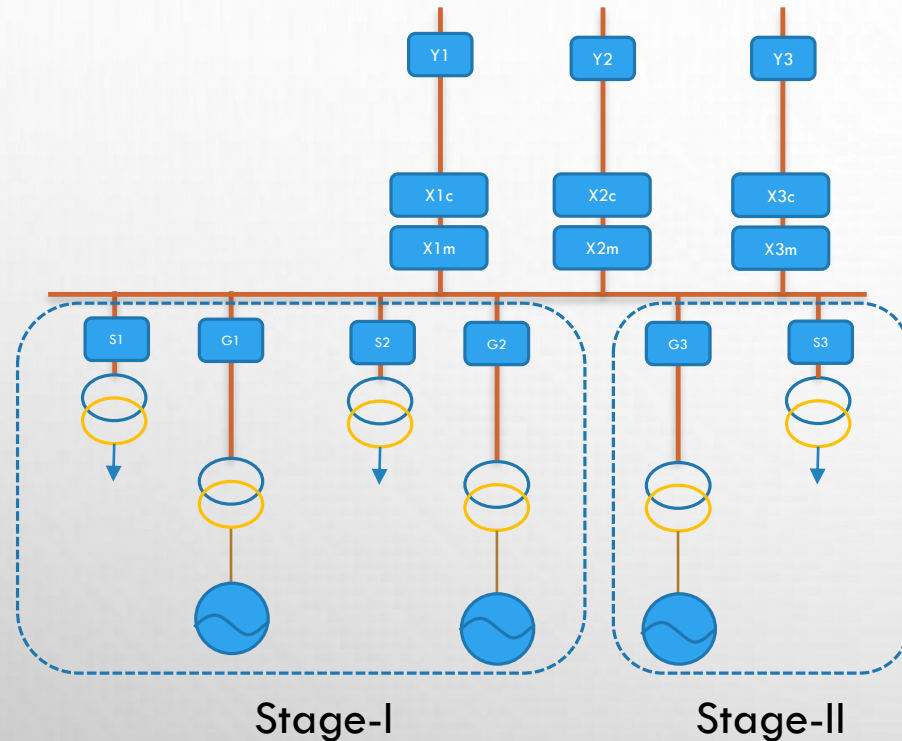 Y1
Y2
Y3
X1c
X2c
X3c
X1m
X2m
X3m
S1
G1
S2
G2
G3
S3
Stage-I
Stage-II